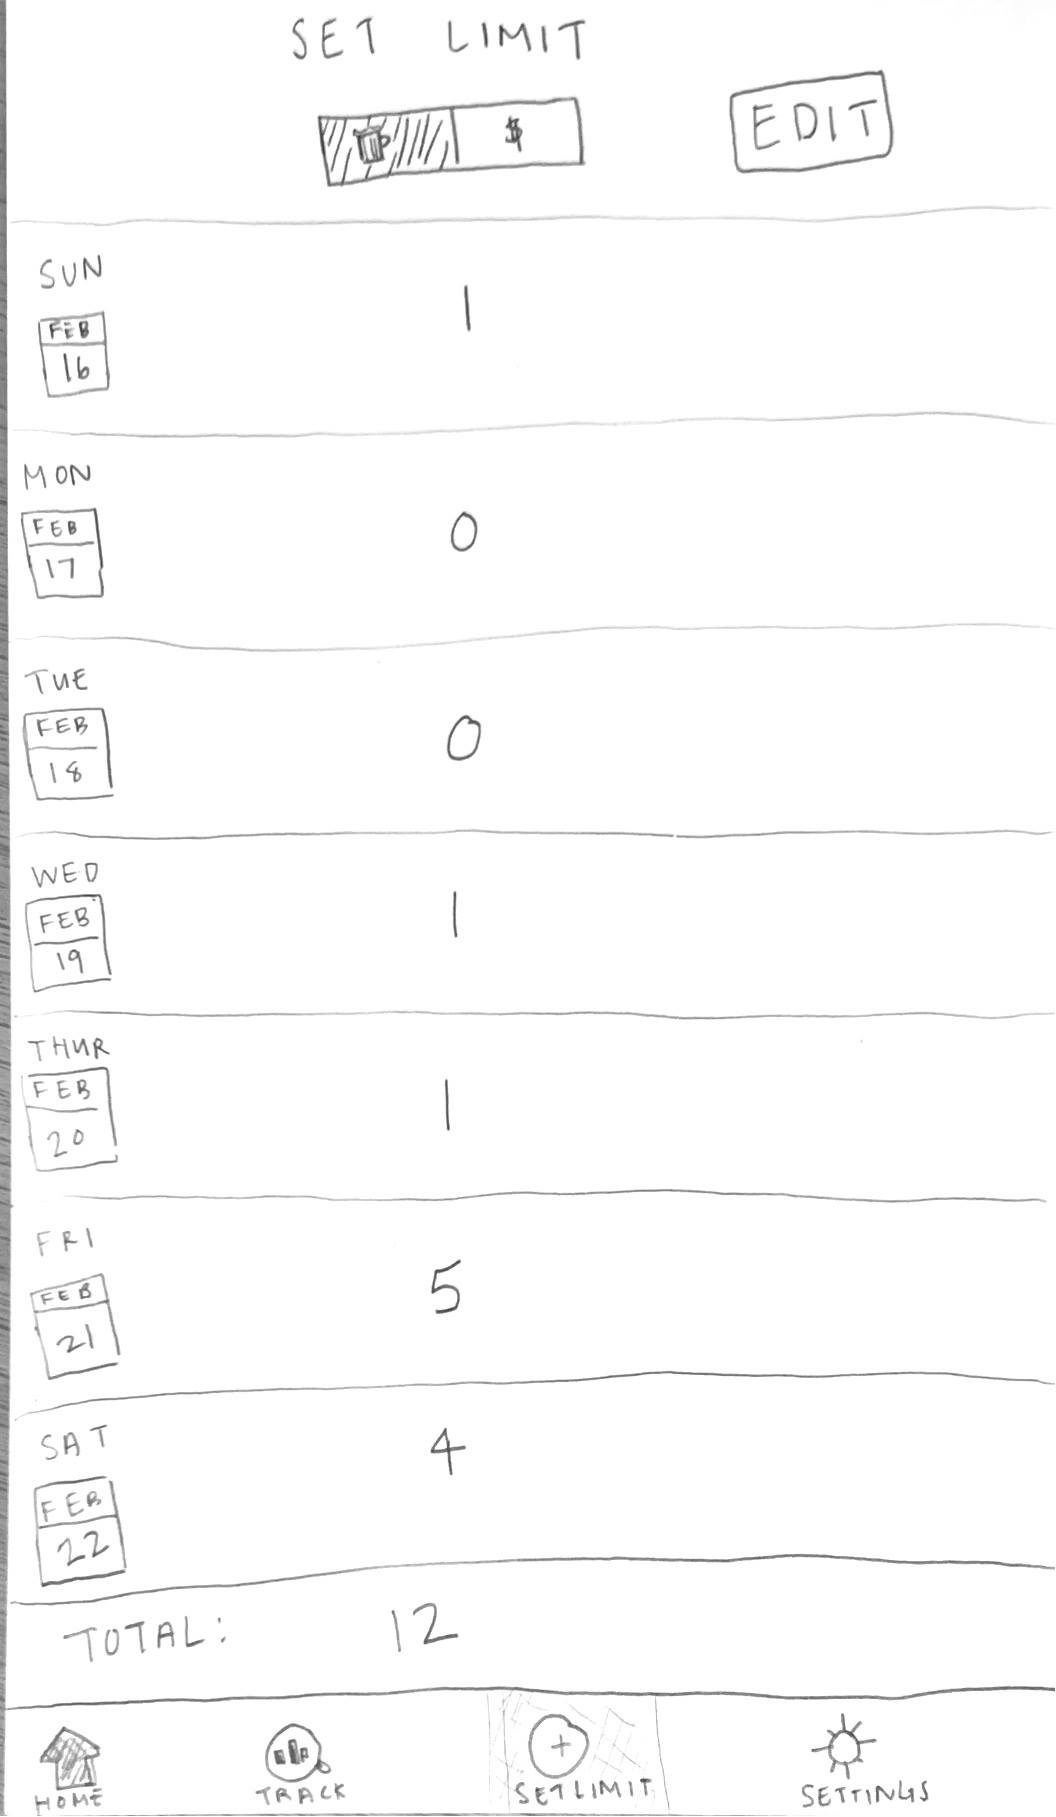 SET LIMIT
$
EDIT
SUN
FEB
16
1
MON
FEB
17
0
TUE
FEB
18
0
WED
FEB
19
1
THUR
FEB
20
1
FRI
FEB
21
5
SAT
FEB
22
4
TOTAL: 12
HOME
TRACK
SET LIMIT
SETTINGS